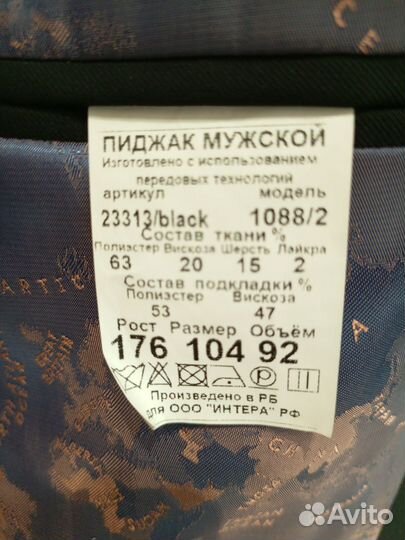 ПИДЖАК МУЖСКОЙ
Изготовлено с использованием
передовых технологий
артикул модель
23313/black 1088/2
Состав ткани %
Полиэстер Вискоза Шерсть Лайкра
63 20 15 2
Состав подкладки %
Полиэстер Вискоза
53 47
Рост Размер Объём
176 104 92
P
Произведено в РБ
для ООО "ИНТЕРА" РФ
Avito